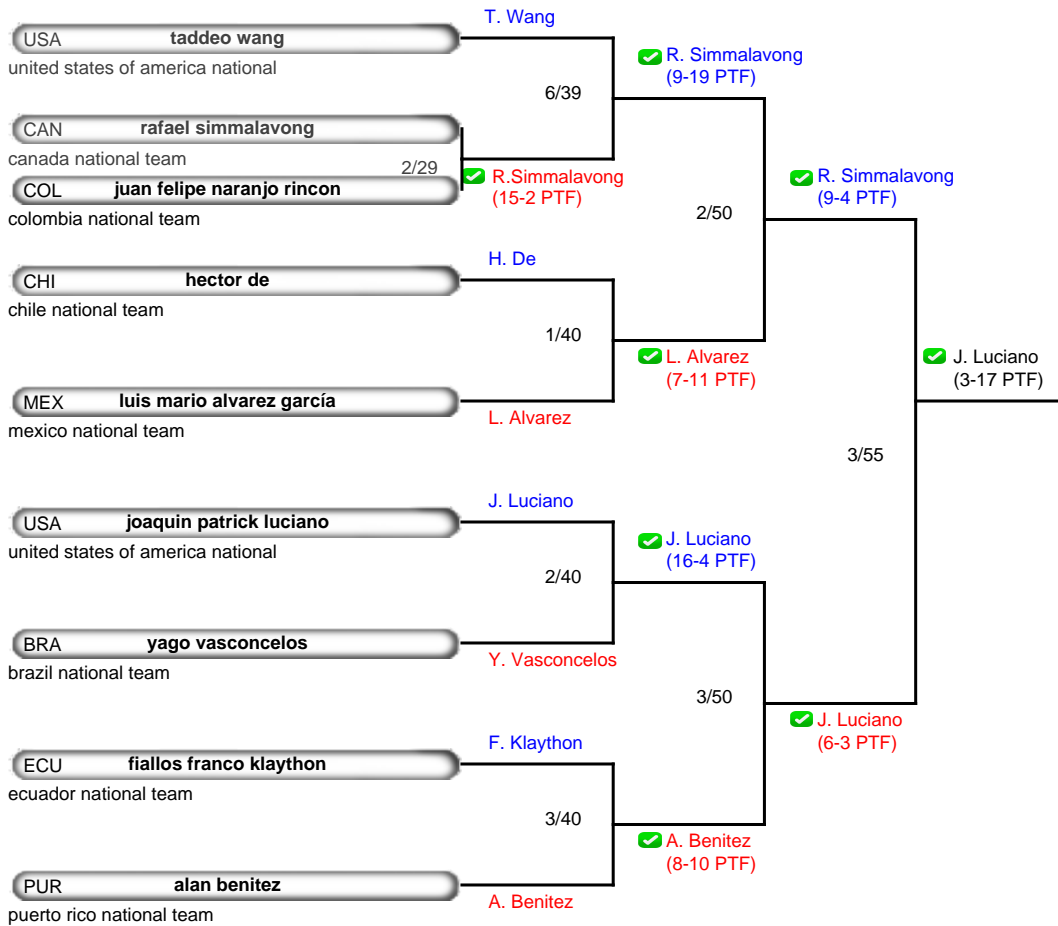 T. Wang
USA taddeo wang
united states of america national
R. Simmalavong
(9-19 PTF)
6/39
CAN rafael simmalavong
canada national team
2/29
R.Simmalavong
(15-2 PTF)
COL juan felipe naranjo rincon
colombia national team
R. Simmalavong
(9-4 PTF)
2/50
H. De
CHI hector de
chile national team
1/40
L. Alvarez
(7-11 PTF)
J. Luciano
(3-17 PTF)
MEX luis mario alvarez garcía
mexico national team
L. Alvarez
3/55
J. Luciano
USA joaquin patrick luciano
united states of america national
J. Luciano
(16-4 PTF)
2/40
BRA yago vasconcelos
brazil national team
Y. Vasconcelos
3/50
J. Luciano
(6-3 PTF)
F. Klaython
ECU fiallos franco klaython
ecuador national team
3/40
A. Benitez
(8-10 PTF)
PUR alan benitez
puerto rico national team
A. Benitez